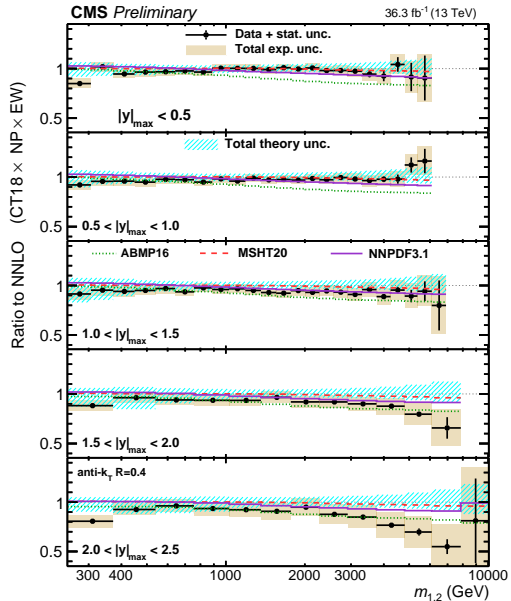 CMS Preliminary 36.3 fb⁻¹ (13 TeV)
Data + stat. unc.
Total exp. unc.
1
0.5
|y|max < 0.5
Total theory unc.
1
0.5
0.5 < |y|max < 1.0
ABMP16 MSHT20 NNPDF3.1
1
0.5
1.0 < |y|max < 1.5
1
0.5
1.5 < |y|max < 2.0
anti-kT R=0.4
1
0.5
2.0 < |y|max < 2.5
300 400 1000 2000 3000 10000
m1,2 (GeV)
Ratio to NNLO (CT18 × NP × EW)